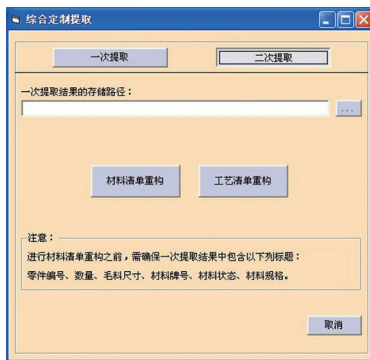 综合定制提取
一次提取 二次提取
一次提取结果的存储路径：
...
材料清单重构 工艺清单重构
注意：
进行材料清单重构之前，需确保一次提取结果中包含以下列标题：
零件编号、数量、毛料尺寸、材料牌号、材料状态、材料规格。
取消